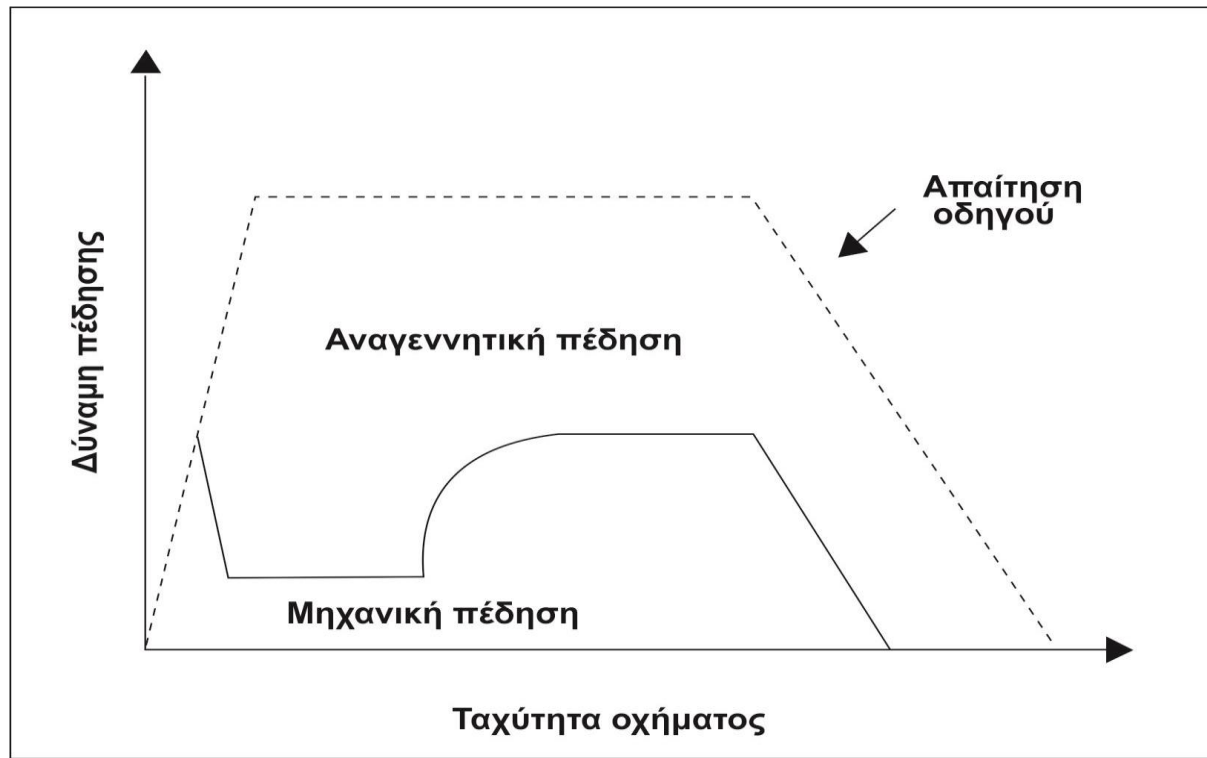 Απαίτηση
οδηγού
Δύναμη πέδησης
Αναγεννητική πέδηση
Μηχανική πέδηση
Ταχύτητα οχήματος